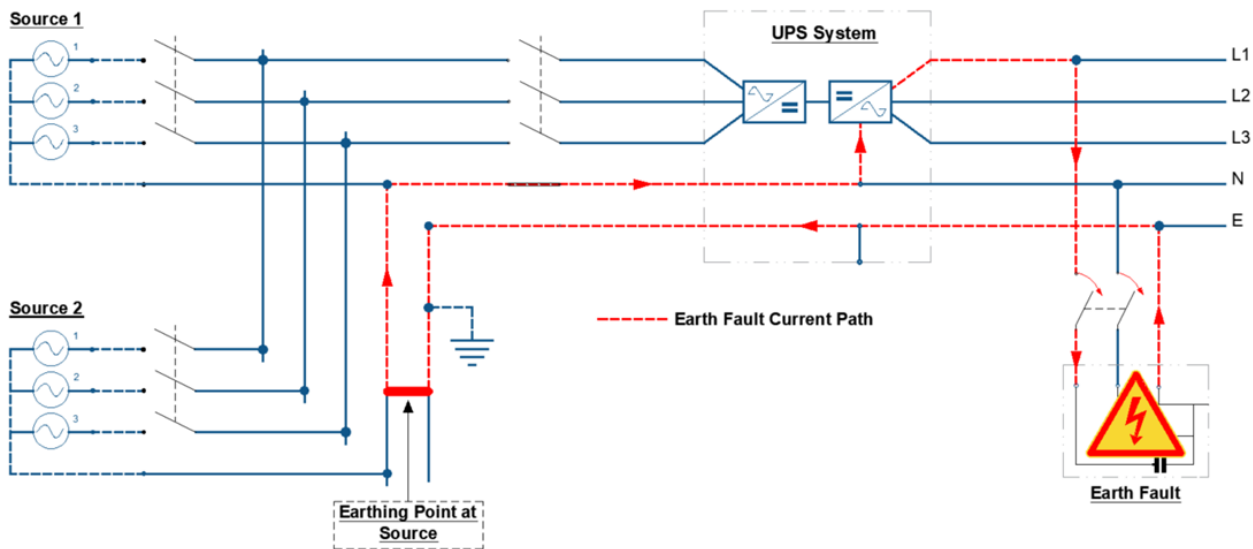 Source 1
UPS System
1
2
3
L1
L2
L3
N
E
Source 2
1
2
3
Earth Fault Current Path
Earthing Point at
Source
Earth Fault